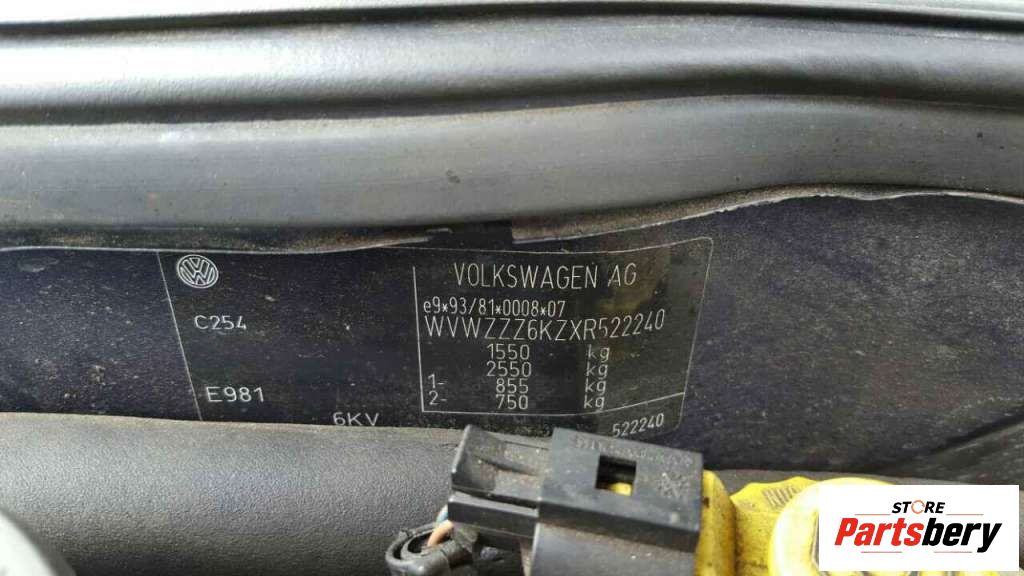 VOLKSWAGEN AG
e9*93/81*0008*07
C254
WVWZZZ6KZXR522240
1550 kg
2550 kg
1- 855 kg
E981
2- 750 kg
6KV 522240
STORE
Partsbery